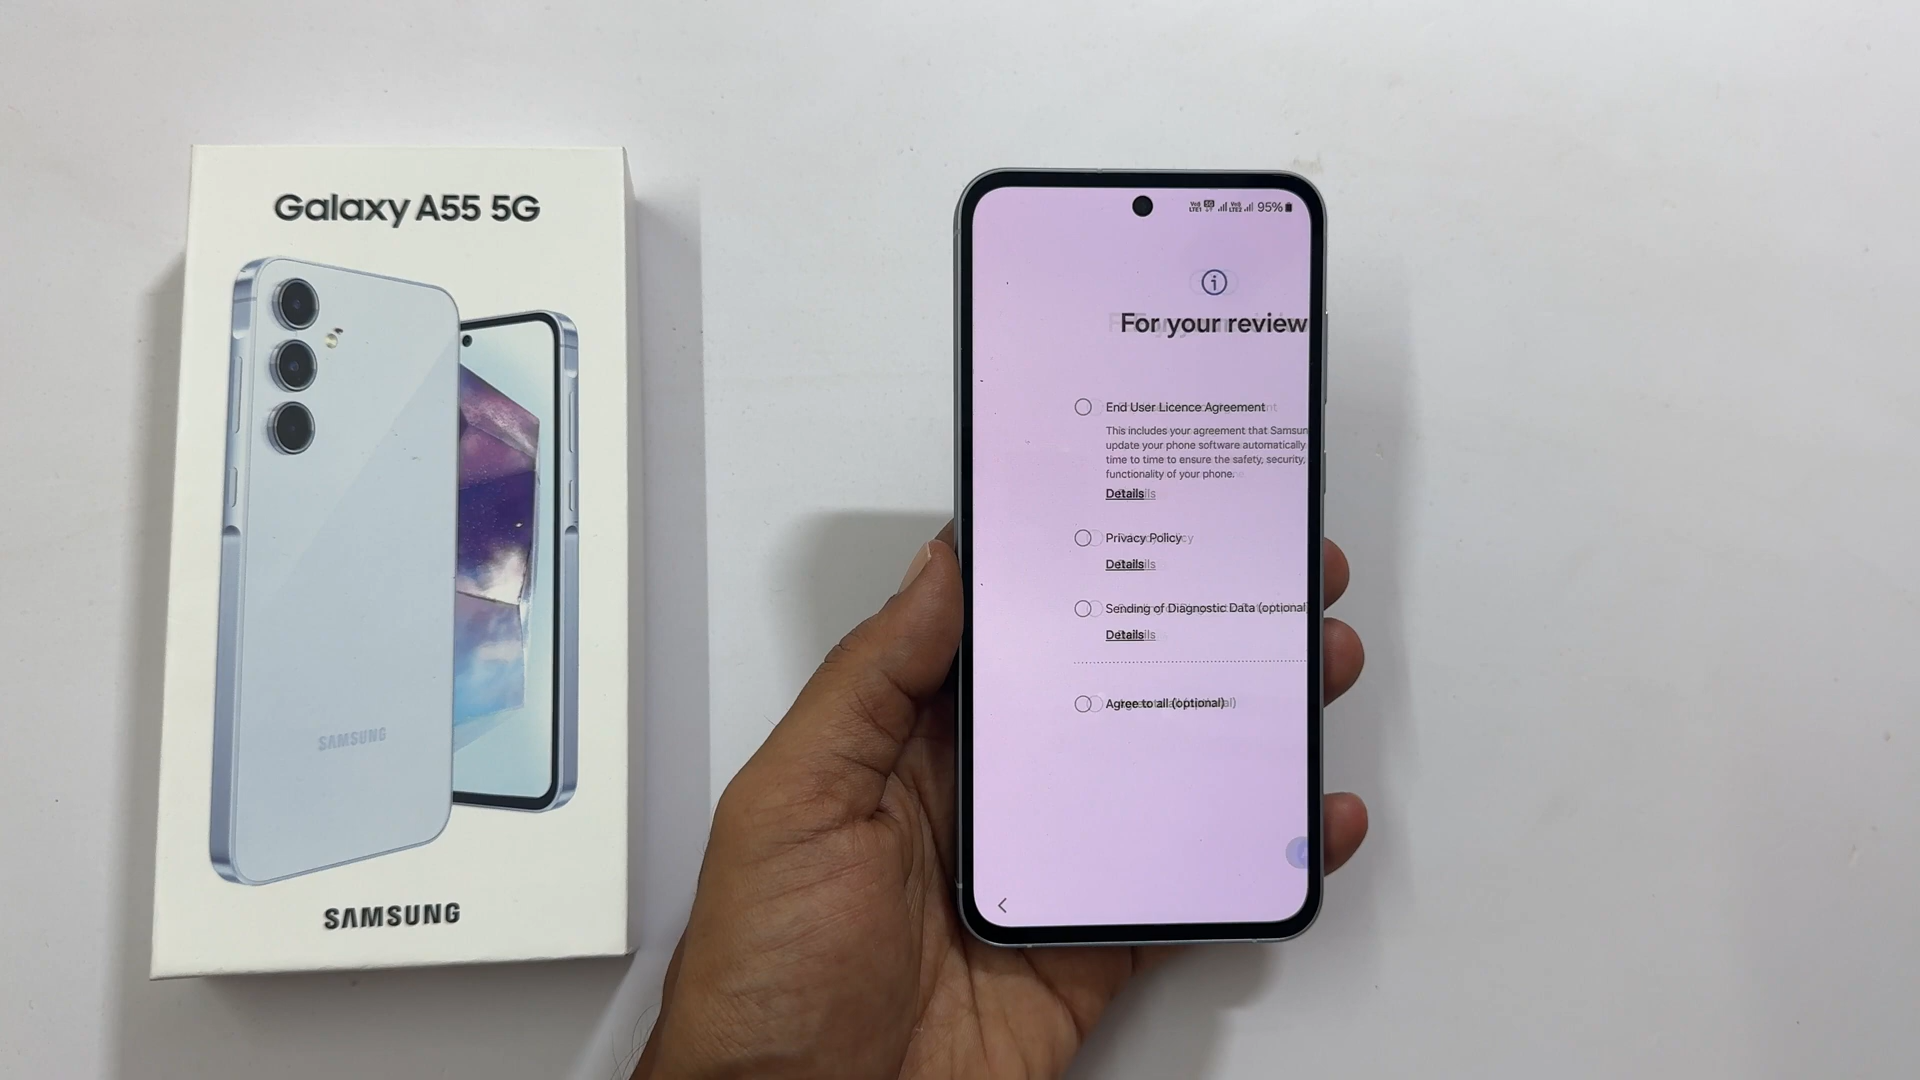 Galaxy A55 5G
SAMSUNG
SAMSUNG
95%
For your review
End User Licence Agreement
This includes your agreement that Samsun
update your phone software automatically
time to time to ensure the safety, security,
functionality of your phone.
Details
Privacy Policy
Details
Sending of Diagnostic Data (optional)
Details
Agree to all (optional)